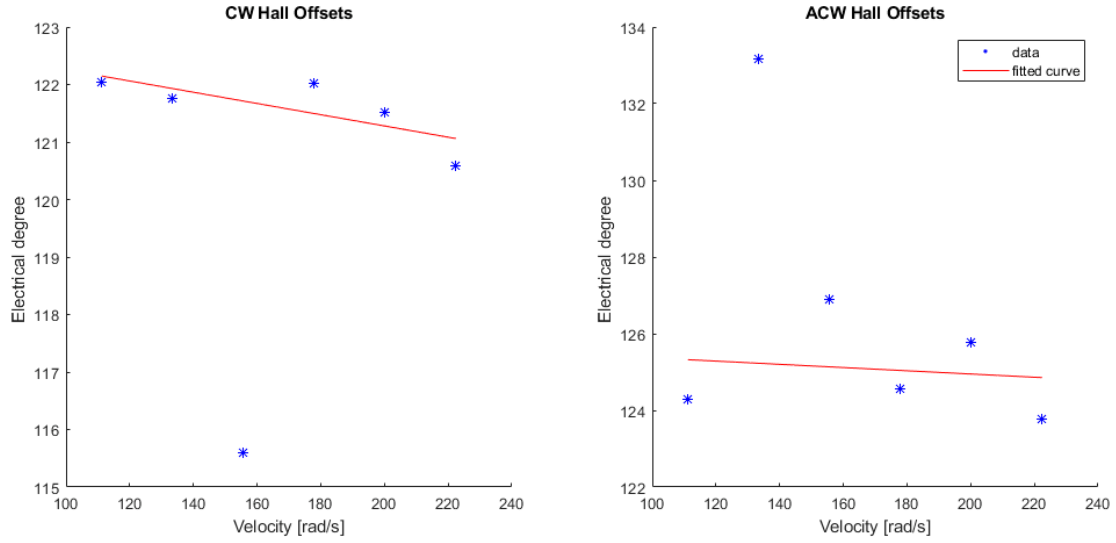 CW Hall Offsets
123
122
121
120
119
118
117
116
115
100 120 140 160 180 200 220 240
Velocity [rad/s]
Electrical degree
ACW Hall Offsets
134
132
130
128
126
124
122
100 120 140 160 180 200 220 240
Velocity [rad/s]
Electrical degree
data
fitted curve